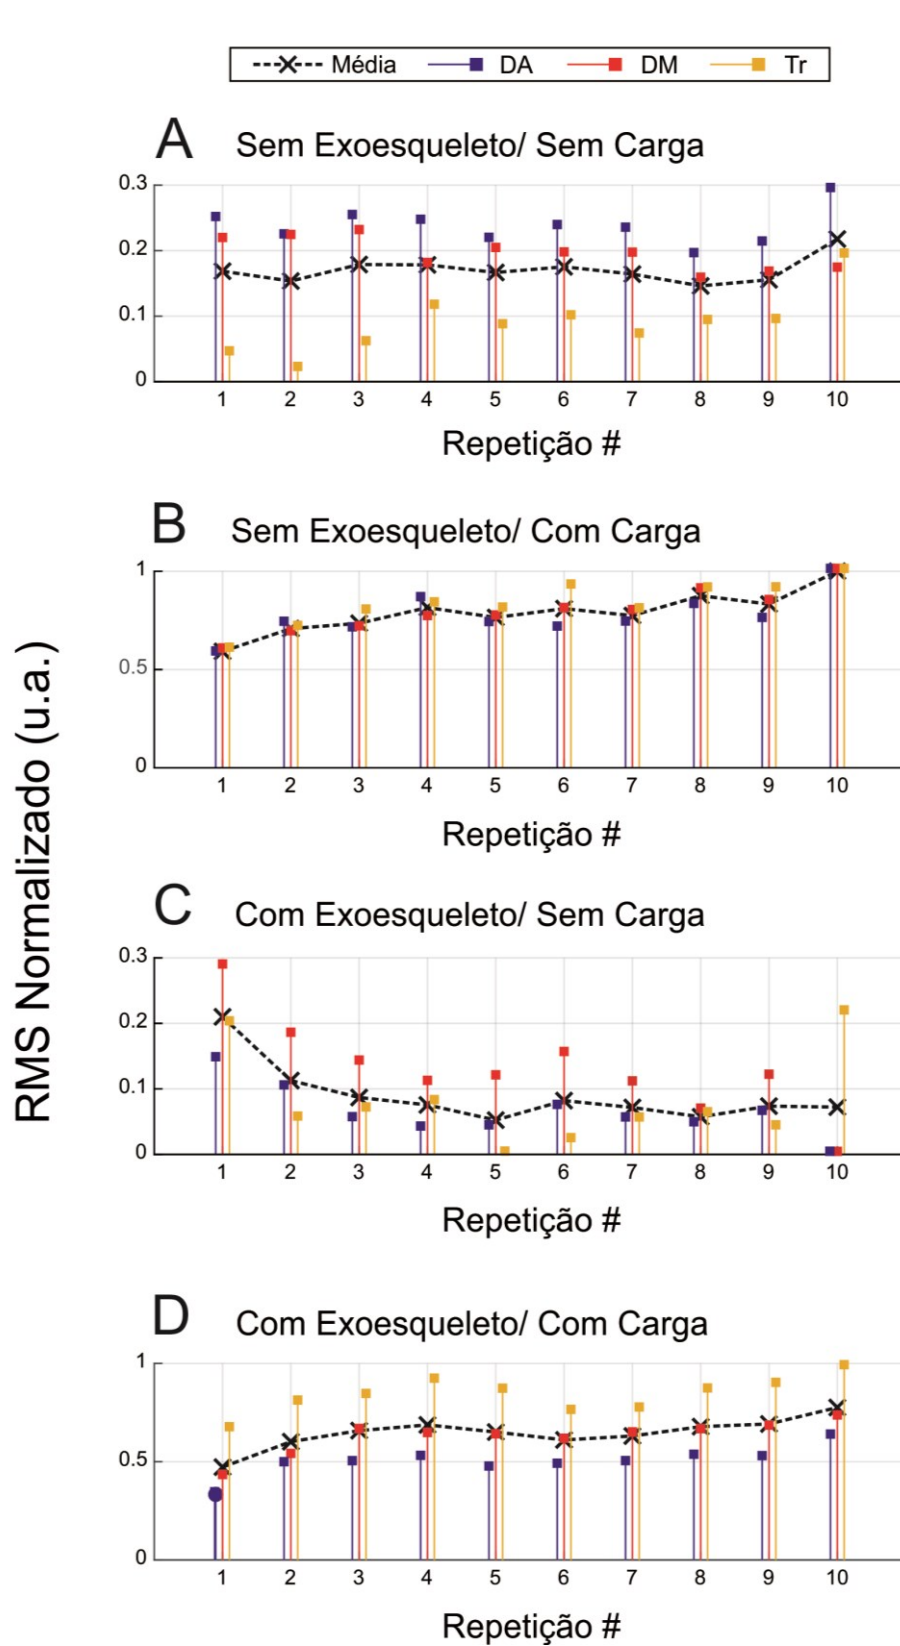 Média DA DM Tr
A Sem Exoesqueleto/ Sem Carga
0.3
0.2
0.1
0
1 2 3 4 5 6 7 8 9 10
Repetição #
B Sem Exoesqueleto/ Com Carga
1
0.5
0
1 2 3 4 5 6 7 8 9 10
Repetição #
RMS Normalizado (u.a.)
C Com Exoesqueleto/ Sem Carga
0.3
0.2
0.1
0
1 2 3 4 5 6 7 8 9 10
Repetição #
D Com Exoesqueleto/ Com Carga
1
0.5
0
1 2 3 4 5 6 7 8 9 10
Repetição #